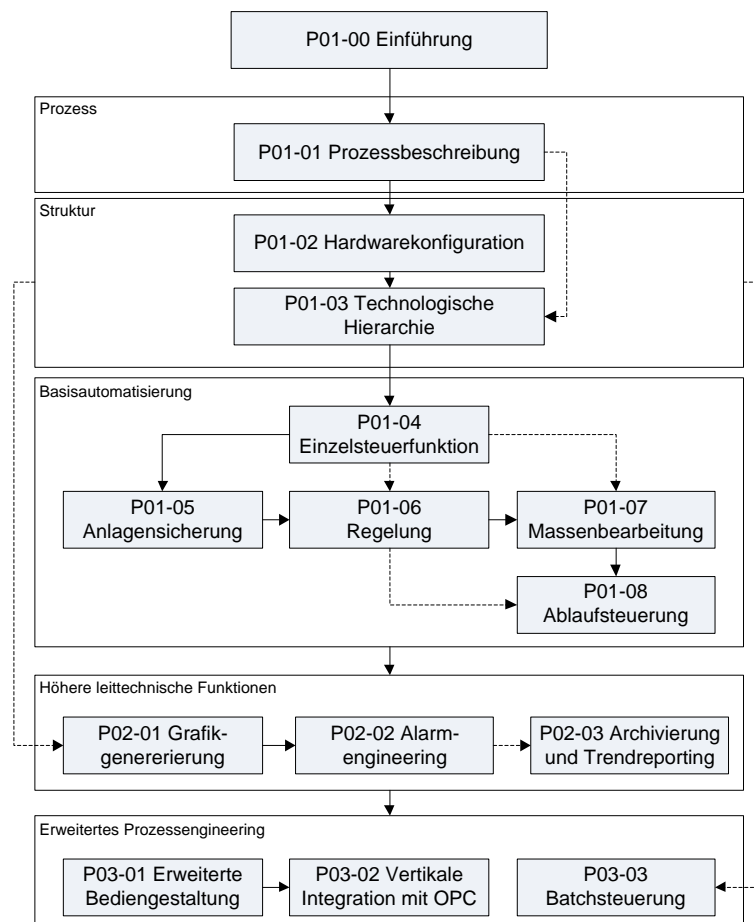 P01-00 Einführung
Prozess
P01-01 Prozessbeschreibung
Struktur
P01-02 Hardwarekonfiguration
P01-03 Technologische
Hierarchie
Basisautomatisierung
P01-04
Einzelsteuerfunktion
P01-05
Anlagensicherung
P01-06
Regelung
P01-07
Massenbearbeitung
P01-08
Ablaufsteuerung
Höhere leittechnische Funktionen
P02-01 Grafik-
genererierung
P02-02 Alarm-
engineering
P02-03 Archivierung
und Trendreporting
Erweitertes Prozessengineering
P03-01 Erweiterte
Bediengestaltung
P03-02 Vertikale
Integration mit OPC
P03-03
Batchsteuerung